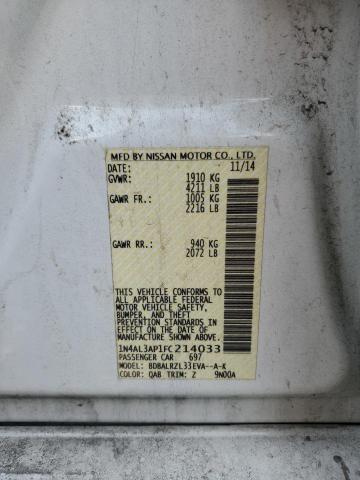 MFD BY NISSAN MOTOR CO., LTD.
DATE: 11/14
GVWR: 1910 KG
4211 LB
GAWR FR.: 1005 KG
2216 LB
GAWR RR.: 940 KG
2072 LB
THIS VEHICLE CONFORMS TO
ALL APPLICABLE FEDERAL
MOTOR VEHICLE SAFETY,
BUMPER, AND THEFT
PREVENTION STANDARDS IN
EFFECT ON THE DATE OF
MANUFACTURE SHOWN ABOVE.
1N4AL3AP1FC214033
PASSENGER CAR 697
MODEL: BDBALRZL33EVA--A-K
COLOR: QAB TRIM: Z 9N00A